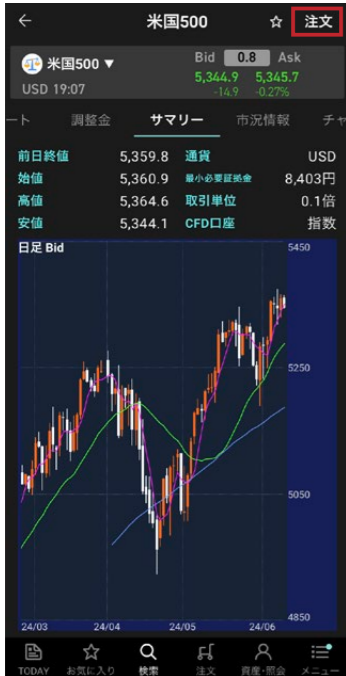 米国500 ☆ 注文
米国500 ▼
Bid 0.8 Ask
5,344.9 5,345.7
USD 19:07 -14.9 -0.27%
ート 調整金 サマリー 市況情報 チャ
前日終値 5,359.8 通貨 USD
始値 5,360.9 最小必要証拠金 8,403円
高値 5,364.6 取引単位 0.1倍
安値 5,344.1 CFD口座 指数
日足 Bid
5450
5250
5050
4850
24/03 24/04 24/05 24/06
TODAY お気に入り 検索 注文 資産・照会 メニュー